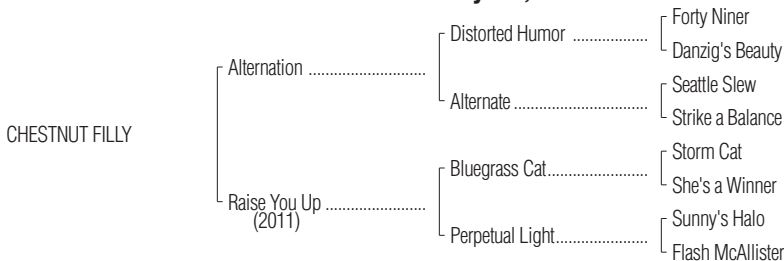 Forty Niner
Distorted Humor ..................
Danzig's Beauty
Alternation ............................
Seattle Slew
Alternate ................................
Strike a Balance
CHESTNUT FILLY
Storm Cat
Bluegrass Cat........................
She's a Winner
Raise You Up ........................
(2011)
Sunny's Halo
Perpetual Light......................
Flash McAllister